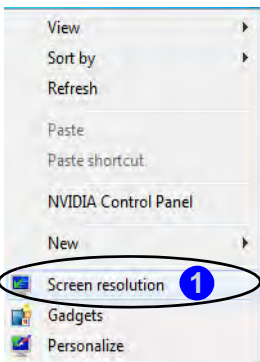 View
Sort by
Refresh
Paste
Paste shortcut
NVIDIA Control Panel
New
Screen resolution 1
Gadgets
Personalize